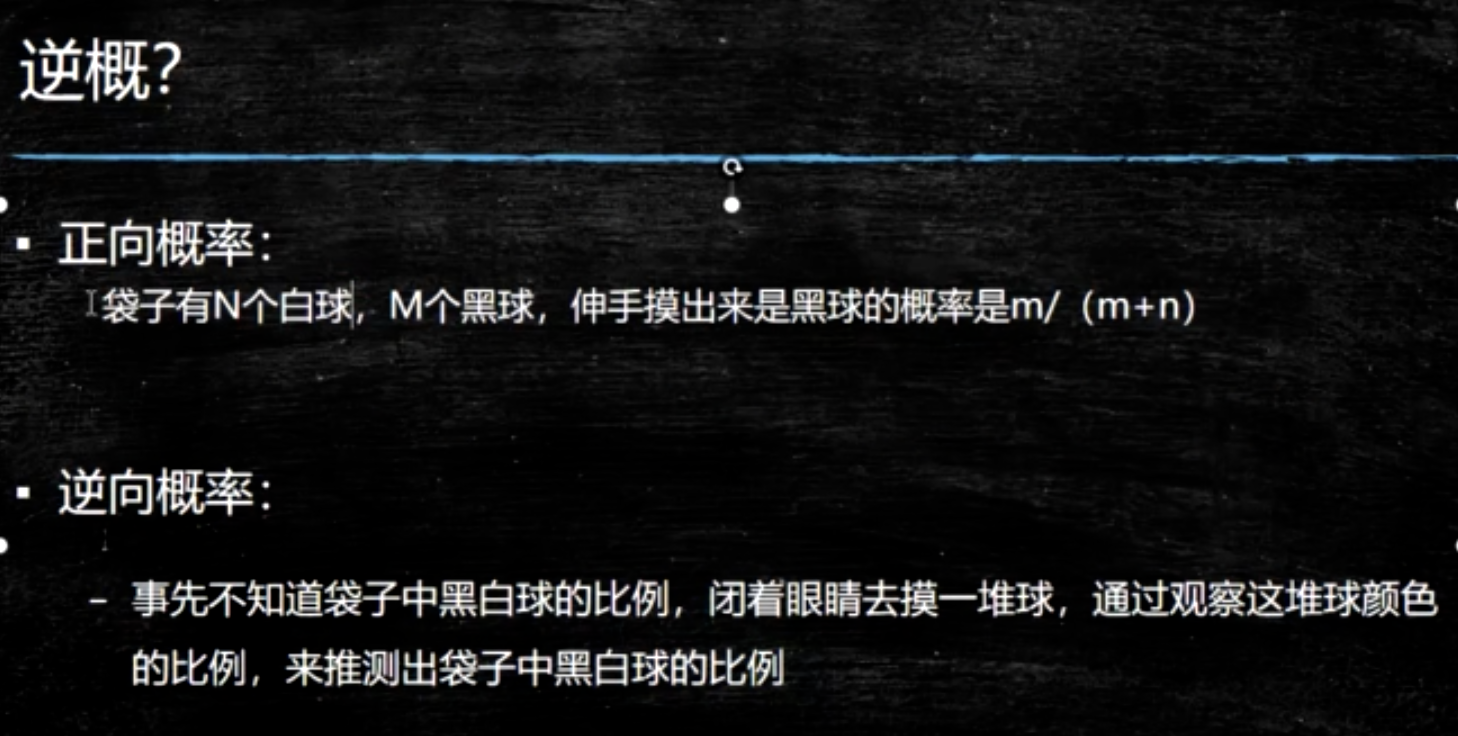 逆概？
▪ 正向概率：
袋子有N个白球，M个黑球，伸手摸出来是黑球的概率是m/（m+n）
▪ 逆向概率：
– 事先不知道袋子中黑白球的比例，闭着眼睛去摸一堆球，通过观察这堆球颜色
的比例，来推测出袋子中黑白球的比例